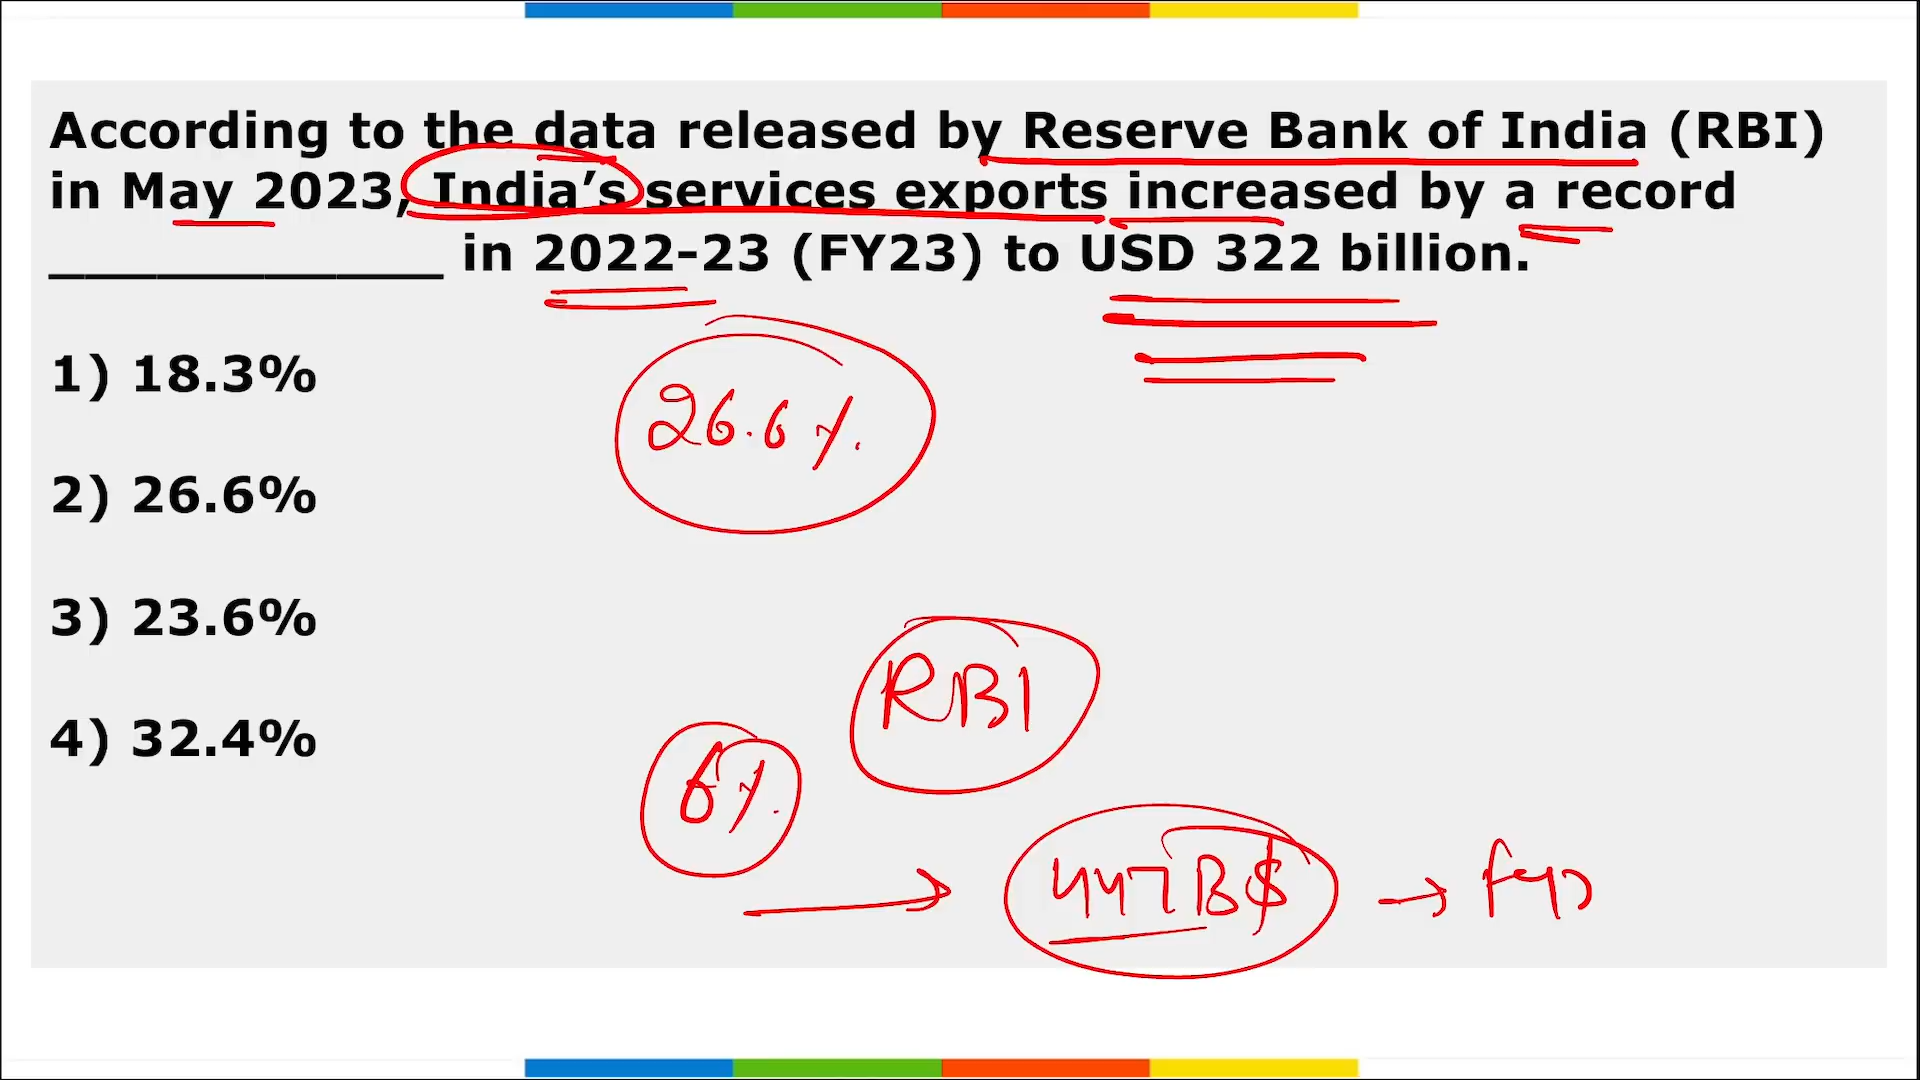 According to the data released by Reserve Bank of India (RBI)
in May 2023, India’s services exports increased by a record
_____________ in 2022-23 (FY23) to USD 322 billion.
1) 18.3%
26.6%.
2) 26.6%
3) 23.6%
RBI
4) 32.4%
6%.
447B$